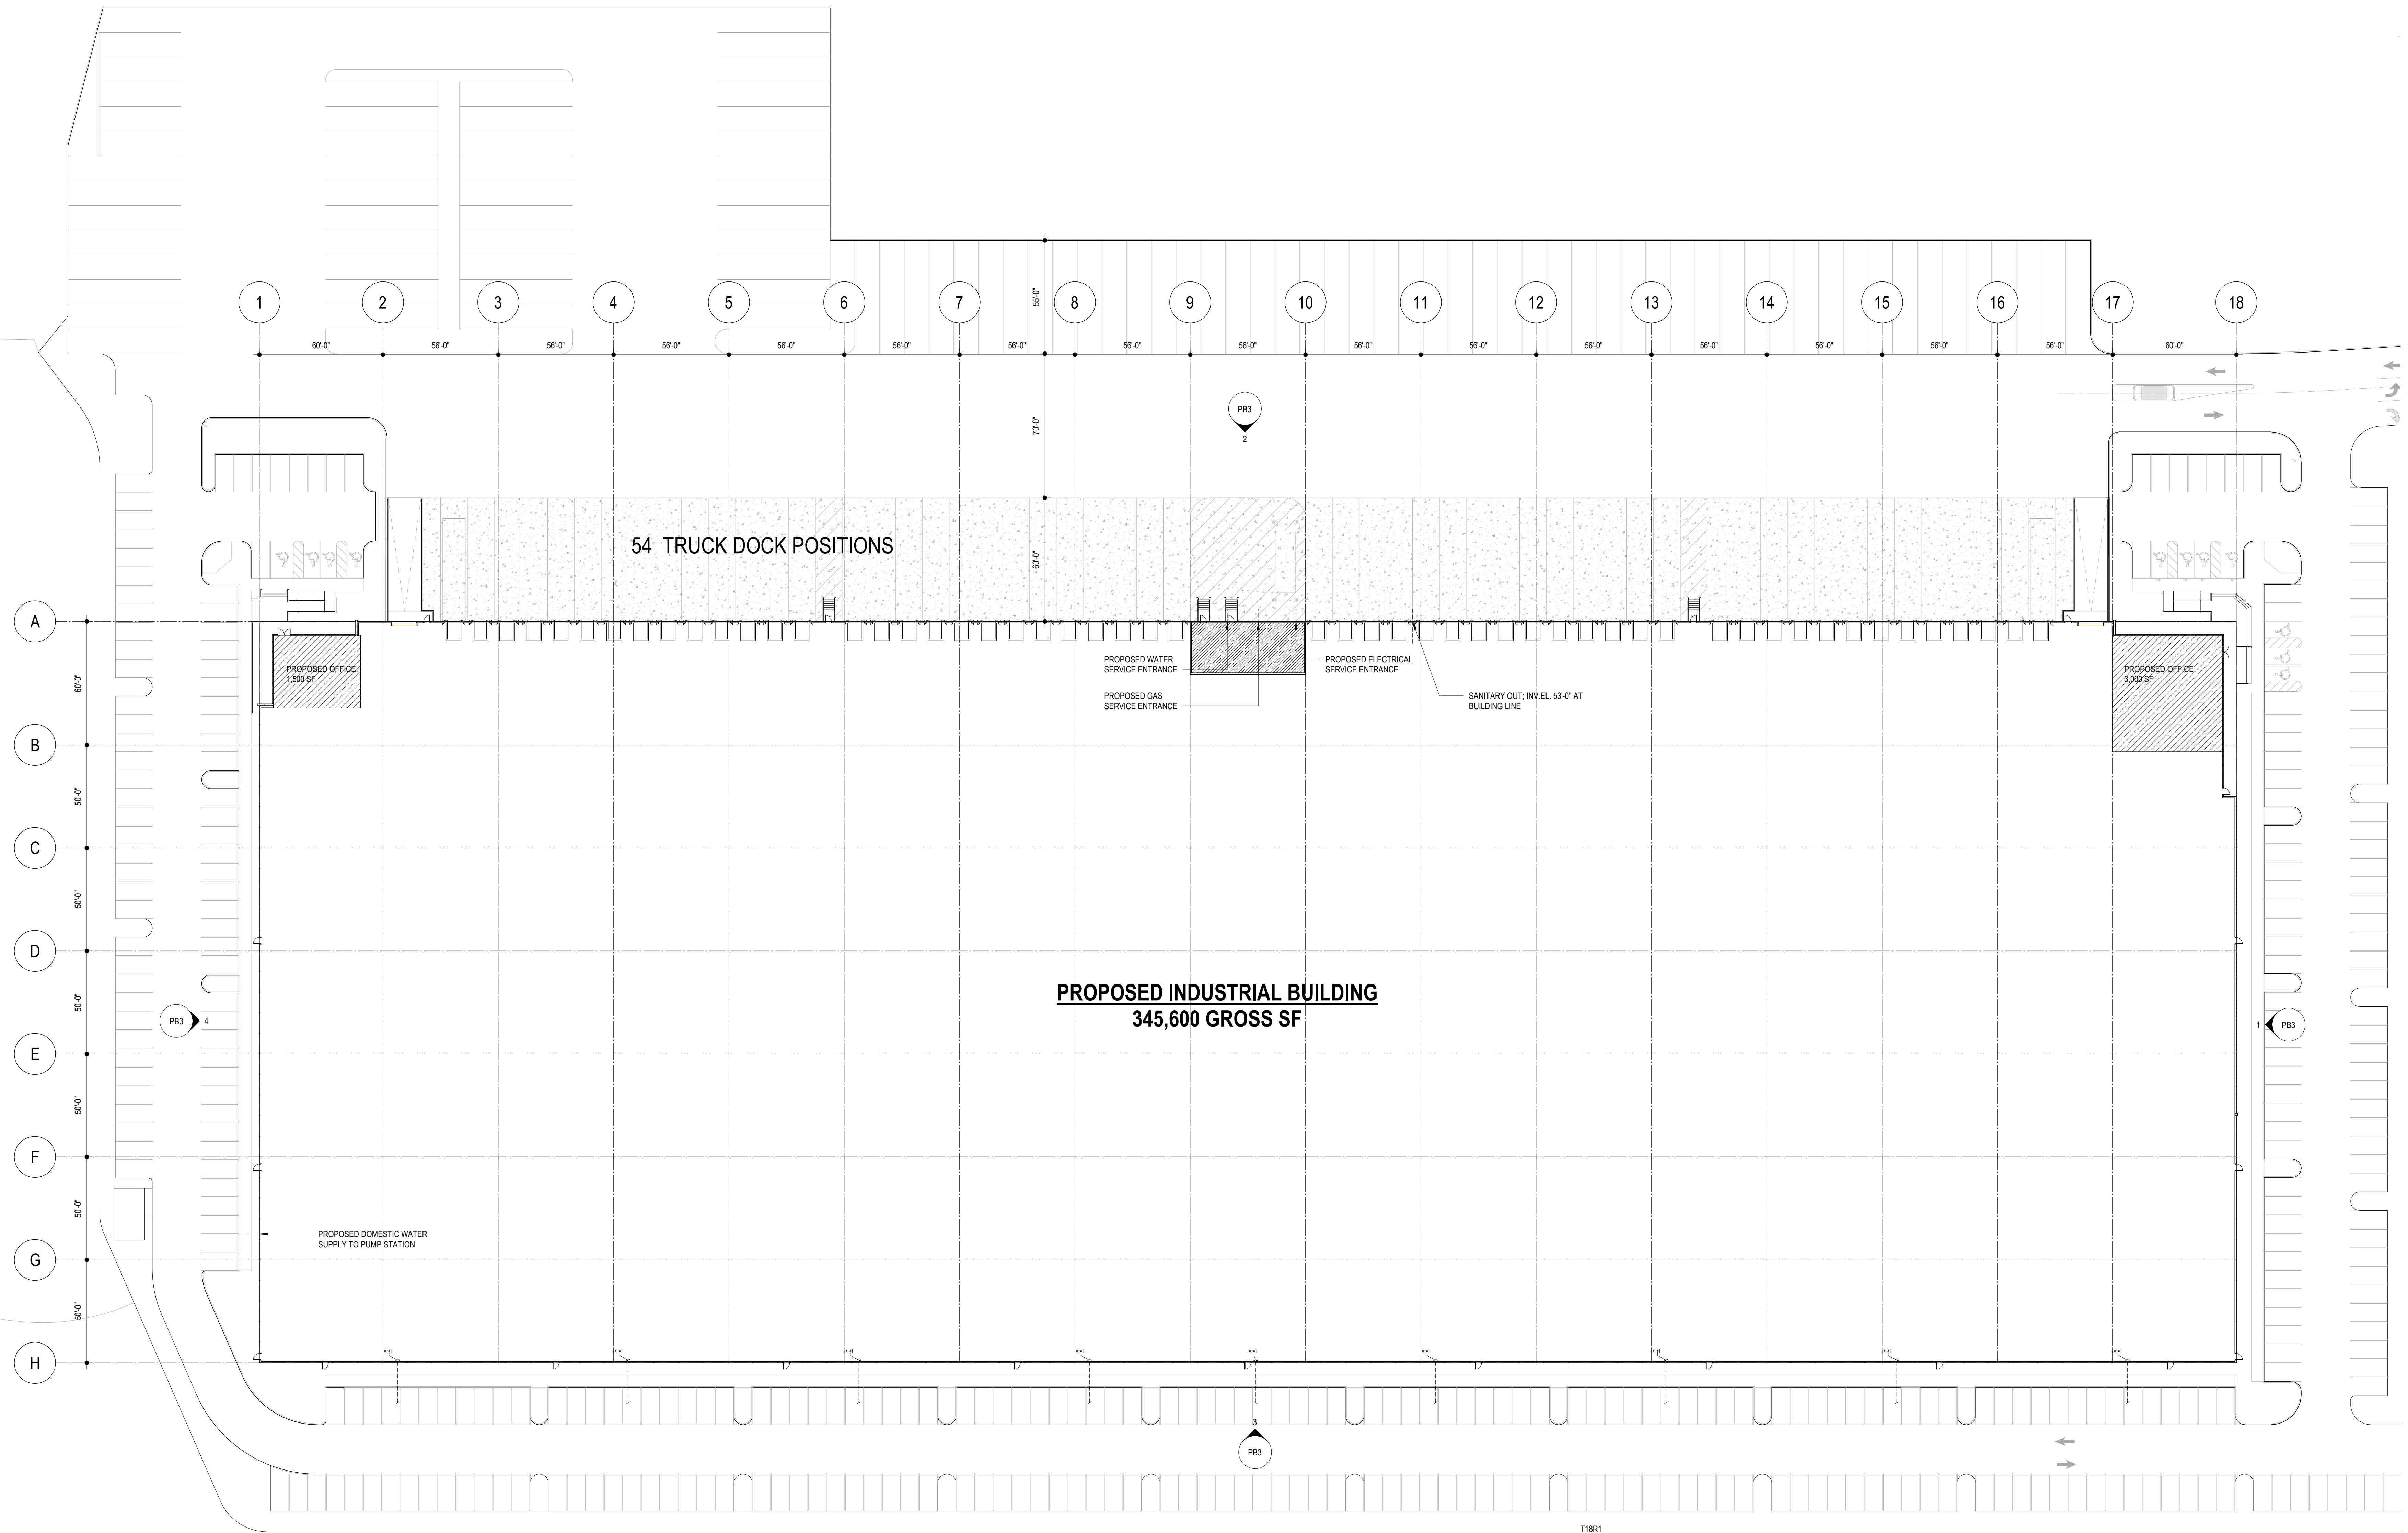 55'-0"
1 2 3 4 5 6 7 8 9 10 11 12 13 14 15 16 17 18
60'-0" 56'-0" 56'-0" 56'-0" 56'-0" 56'-0" 56'-0" 56'-0" 56'-0" 56'-0" 56'-0" 56'-0" 56'-0" 56'-0" 56'-0" 56'-0" 60'-0"
PB3
2
70'-0"
54 TRUCK DOCK POSITIONS
60'-0"
A
PROPOSED OFFICE:
1,500 SF
PROPOSED WATER
SERVICE ENTRANCE
PROPOSED GAS
SERVICE ENTRANCE
PROPOSED ELECTRICAL
SERVICE ENTRANCE
SANITARY OUT; INV.EL. 53'-0" AT
BUILDING LINE
PROPOSED OFFICE:
3,000 SF
60'-0"
B
50'-0"
C
50'-0"
D
PROPOSED INDUSTRIAL BUILDING
345,600 GROSS SF
50'-0"
PB3 4
1 PB3
E
50'-0"
F
50'-0"
PROPOSED DOMESTIC WATER
SUPPLY TO PUMP STATION
G
50'-0"
H
3
PB3
T18R1